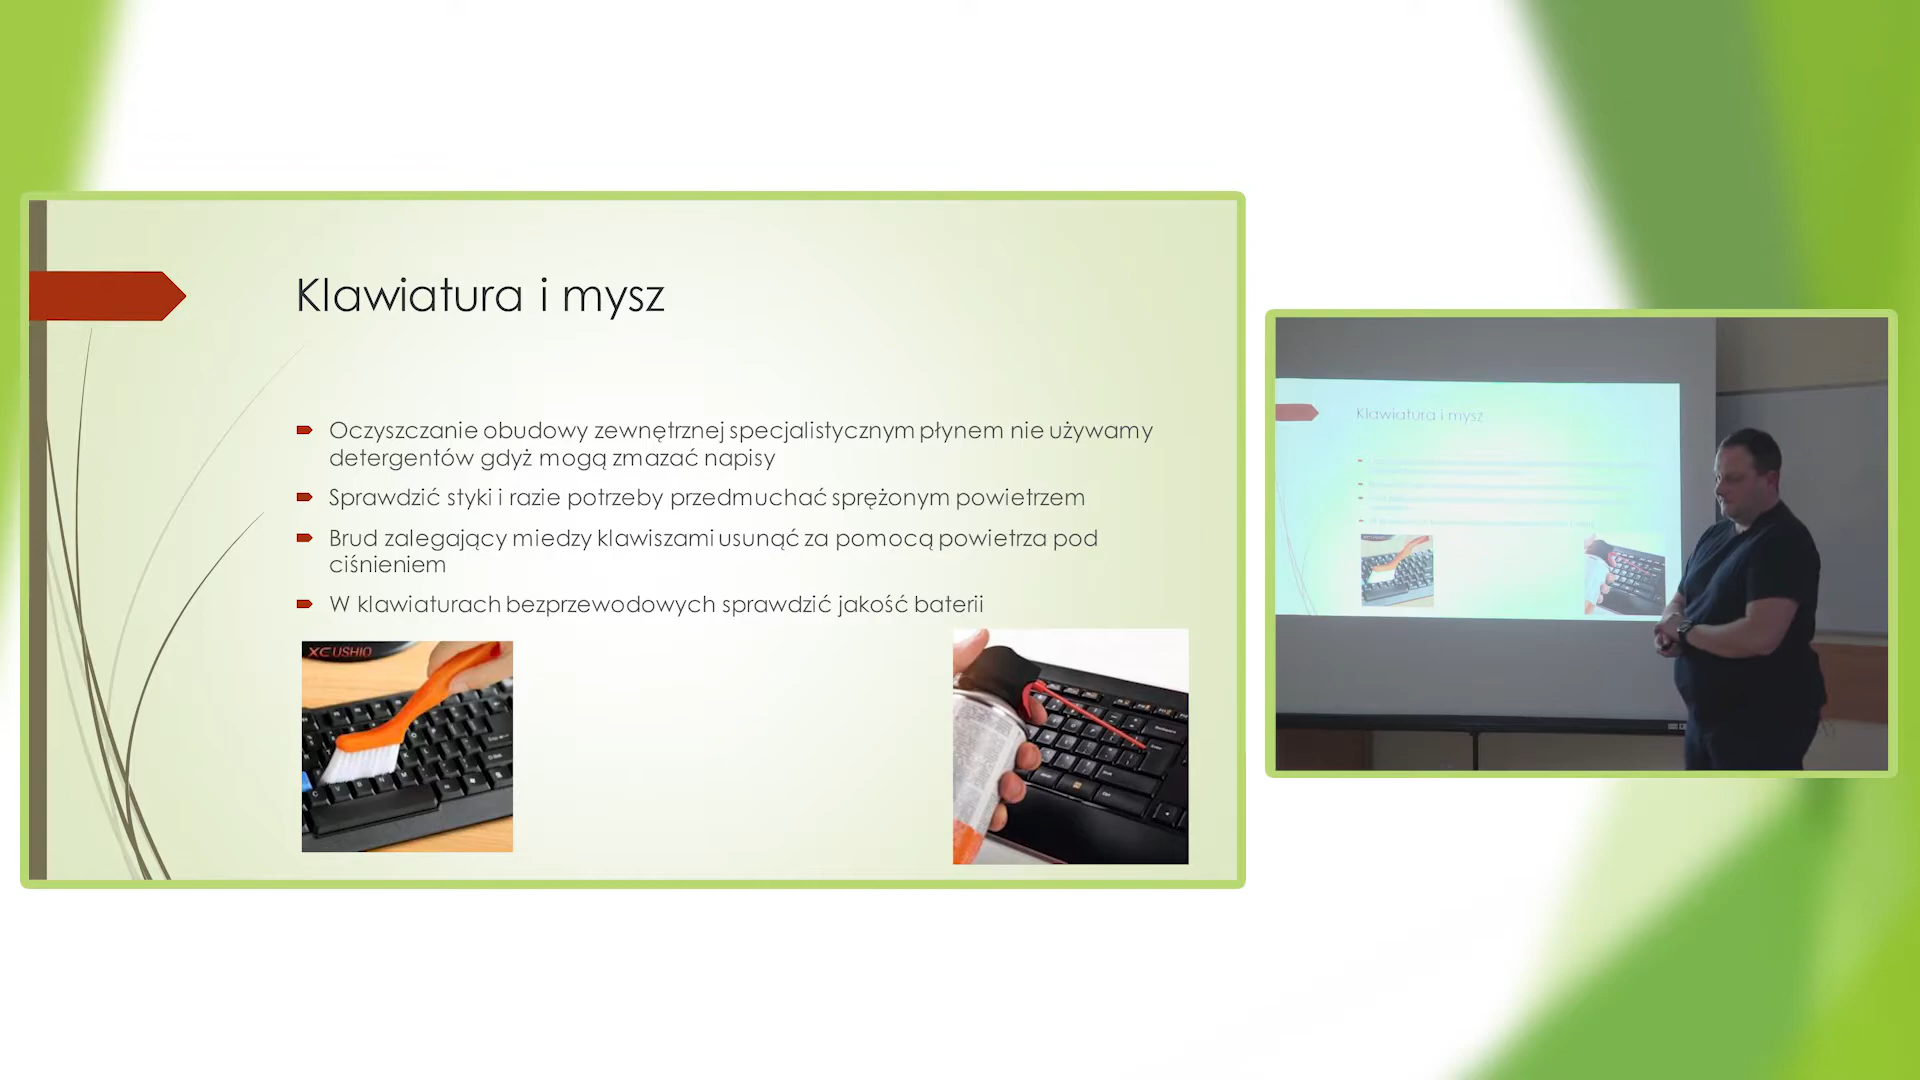 Klawiatura i mysz
Oczyszczanie obudowy zewnętrznej specjalistycznym płynem nie używamy
detergentów gdyż mogą zmazać napisy
Sprawdzić styki i razie potrzeby przedmuchać sprężonym powietrzem
Brud zalegający miedzy klawiszami usunąć za pomocą powietrza pod
ciśnieniem
W klawiaturach bezprzewodowych sprawdzić jakość baterii
XCUSHIO
Klawiatura i mysz